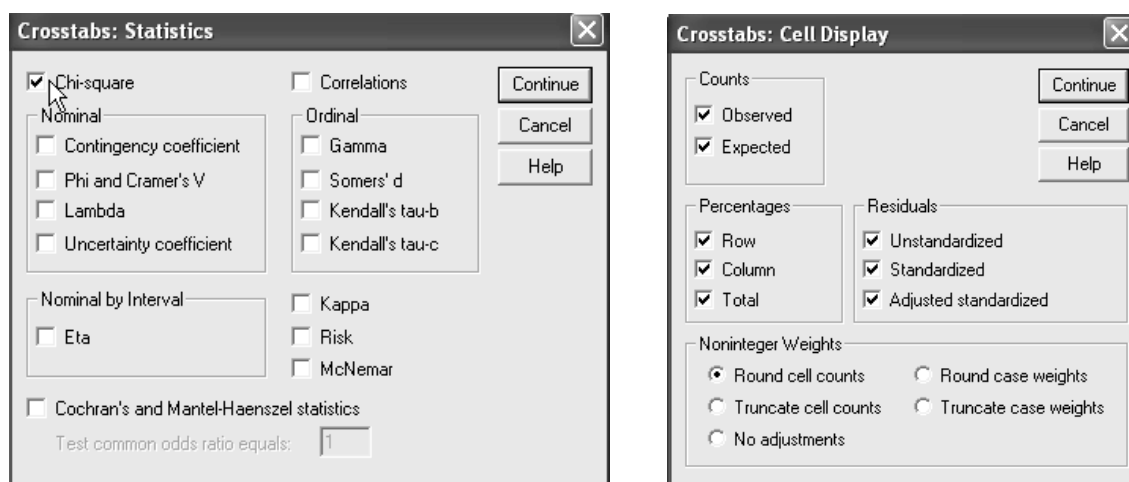 Crosstabs: Statistics
Chi-square
Correlations
Continue
Nominal
Ordinal
Cancel
Contingency coefficient
Gamma
Help
Phi and Cramer's V
Somers' d
Lambda
Kendall's tau-b
Uncertainty coefficient
Kendall's tau-c
Nominal by Interval
Kappa
Eta
Risk
McNemar
Cochran's and Mantel-Haenszel statistics
Test common odds ratio equals: 1
Crosstabs: Cell Display
Counts
Continue
Observed
Cancel
Expected
Help
Percentages
Residuals
Row
Unstandardized
Column
Standardized
Total
Adjusted standardized
Noninteger Weights
Round cell counts
Round case weights
Truncate cell counts
Truncate case weights
No adjustments